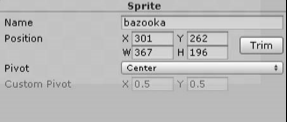 Sprite
Name bazooka
Position X 301 Y 262
W 367 H 196 Trim
Pivot Center
Custom Pivot X 0.5 Y 0.5